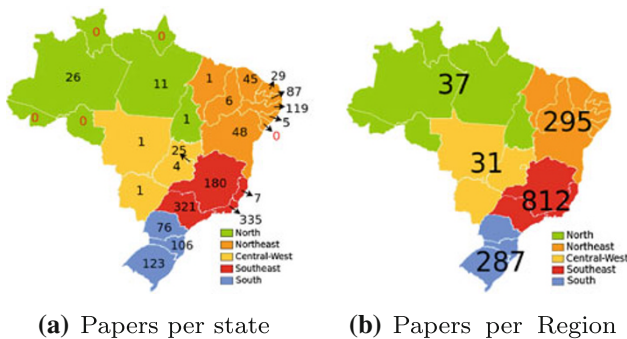 0
0
26
11
0
0
1
1
45
29
87
6
119
5
0
48
1
25
4
1
180
7
321
335
76
106
123
North
Northeast
Central-West
Southeast
South
(a) Papers per state
37
295
31
812
287
North
Northeast
Central-West
Southeast
South
(b) Papers per Region